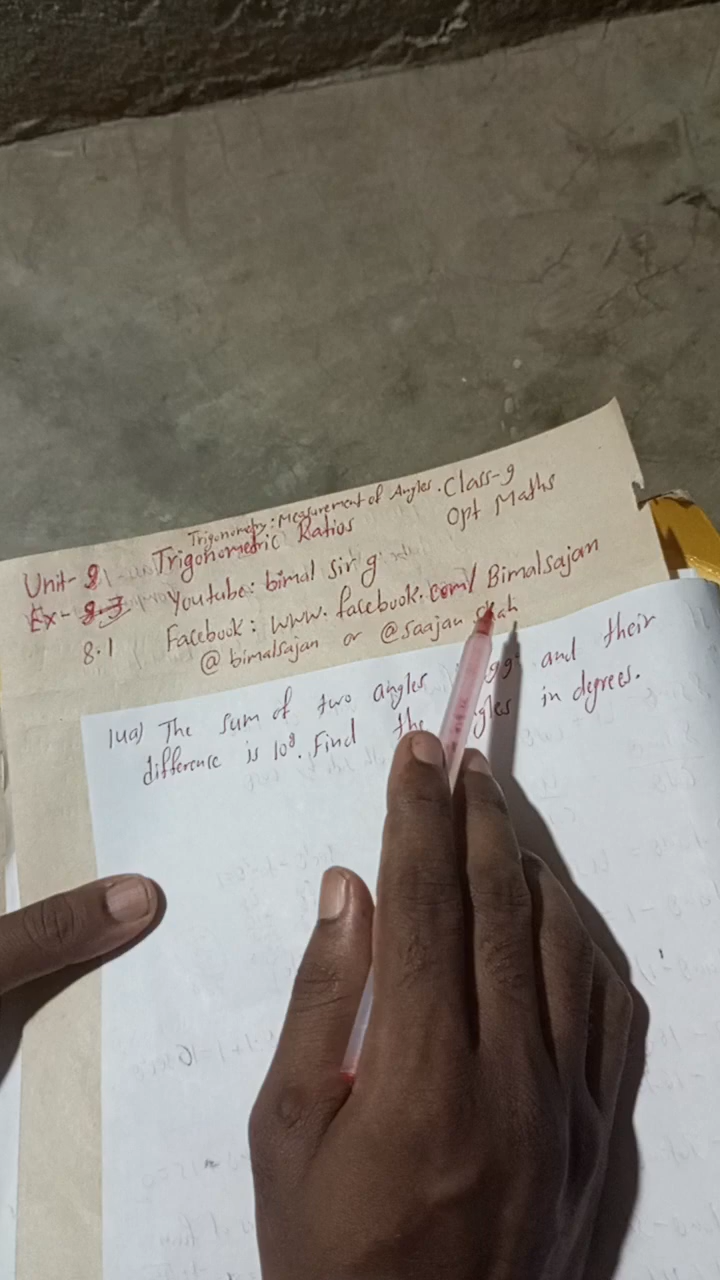 Trigonometry: Measurement of Angles. Class-9
Unit-8 Trigonometric Ratios Opt Maths
Ex-8.3 Youtube: bimal sir g
8.1 Facebook: www.facebook.com/Bimalsajan
@bimalsajan or @saajan shah
14a) The sum of two angles and their
difference is 10g. Find the in degrees.